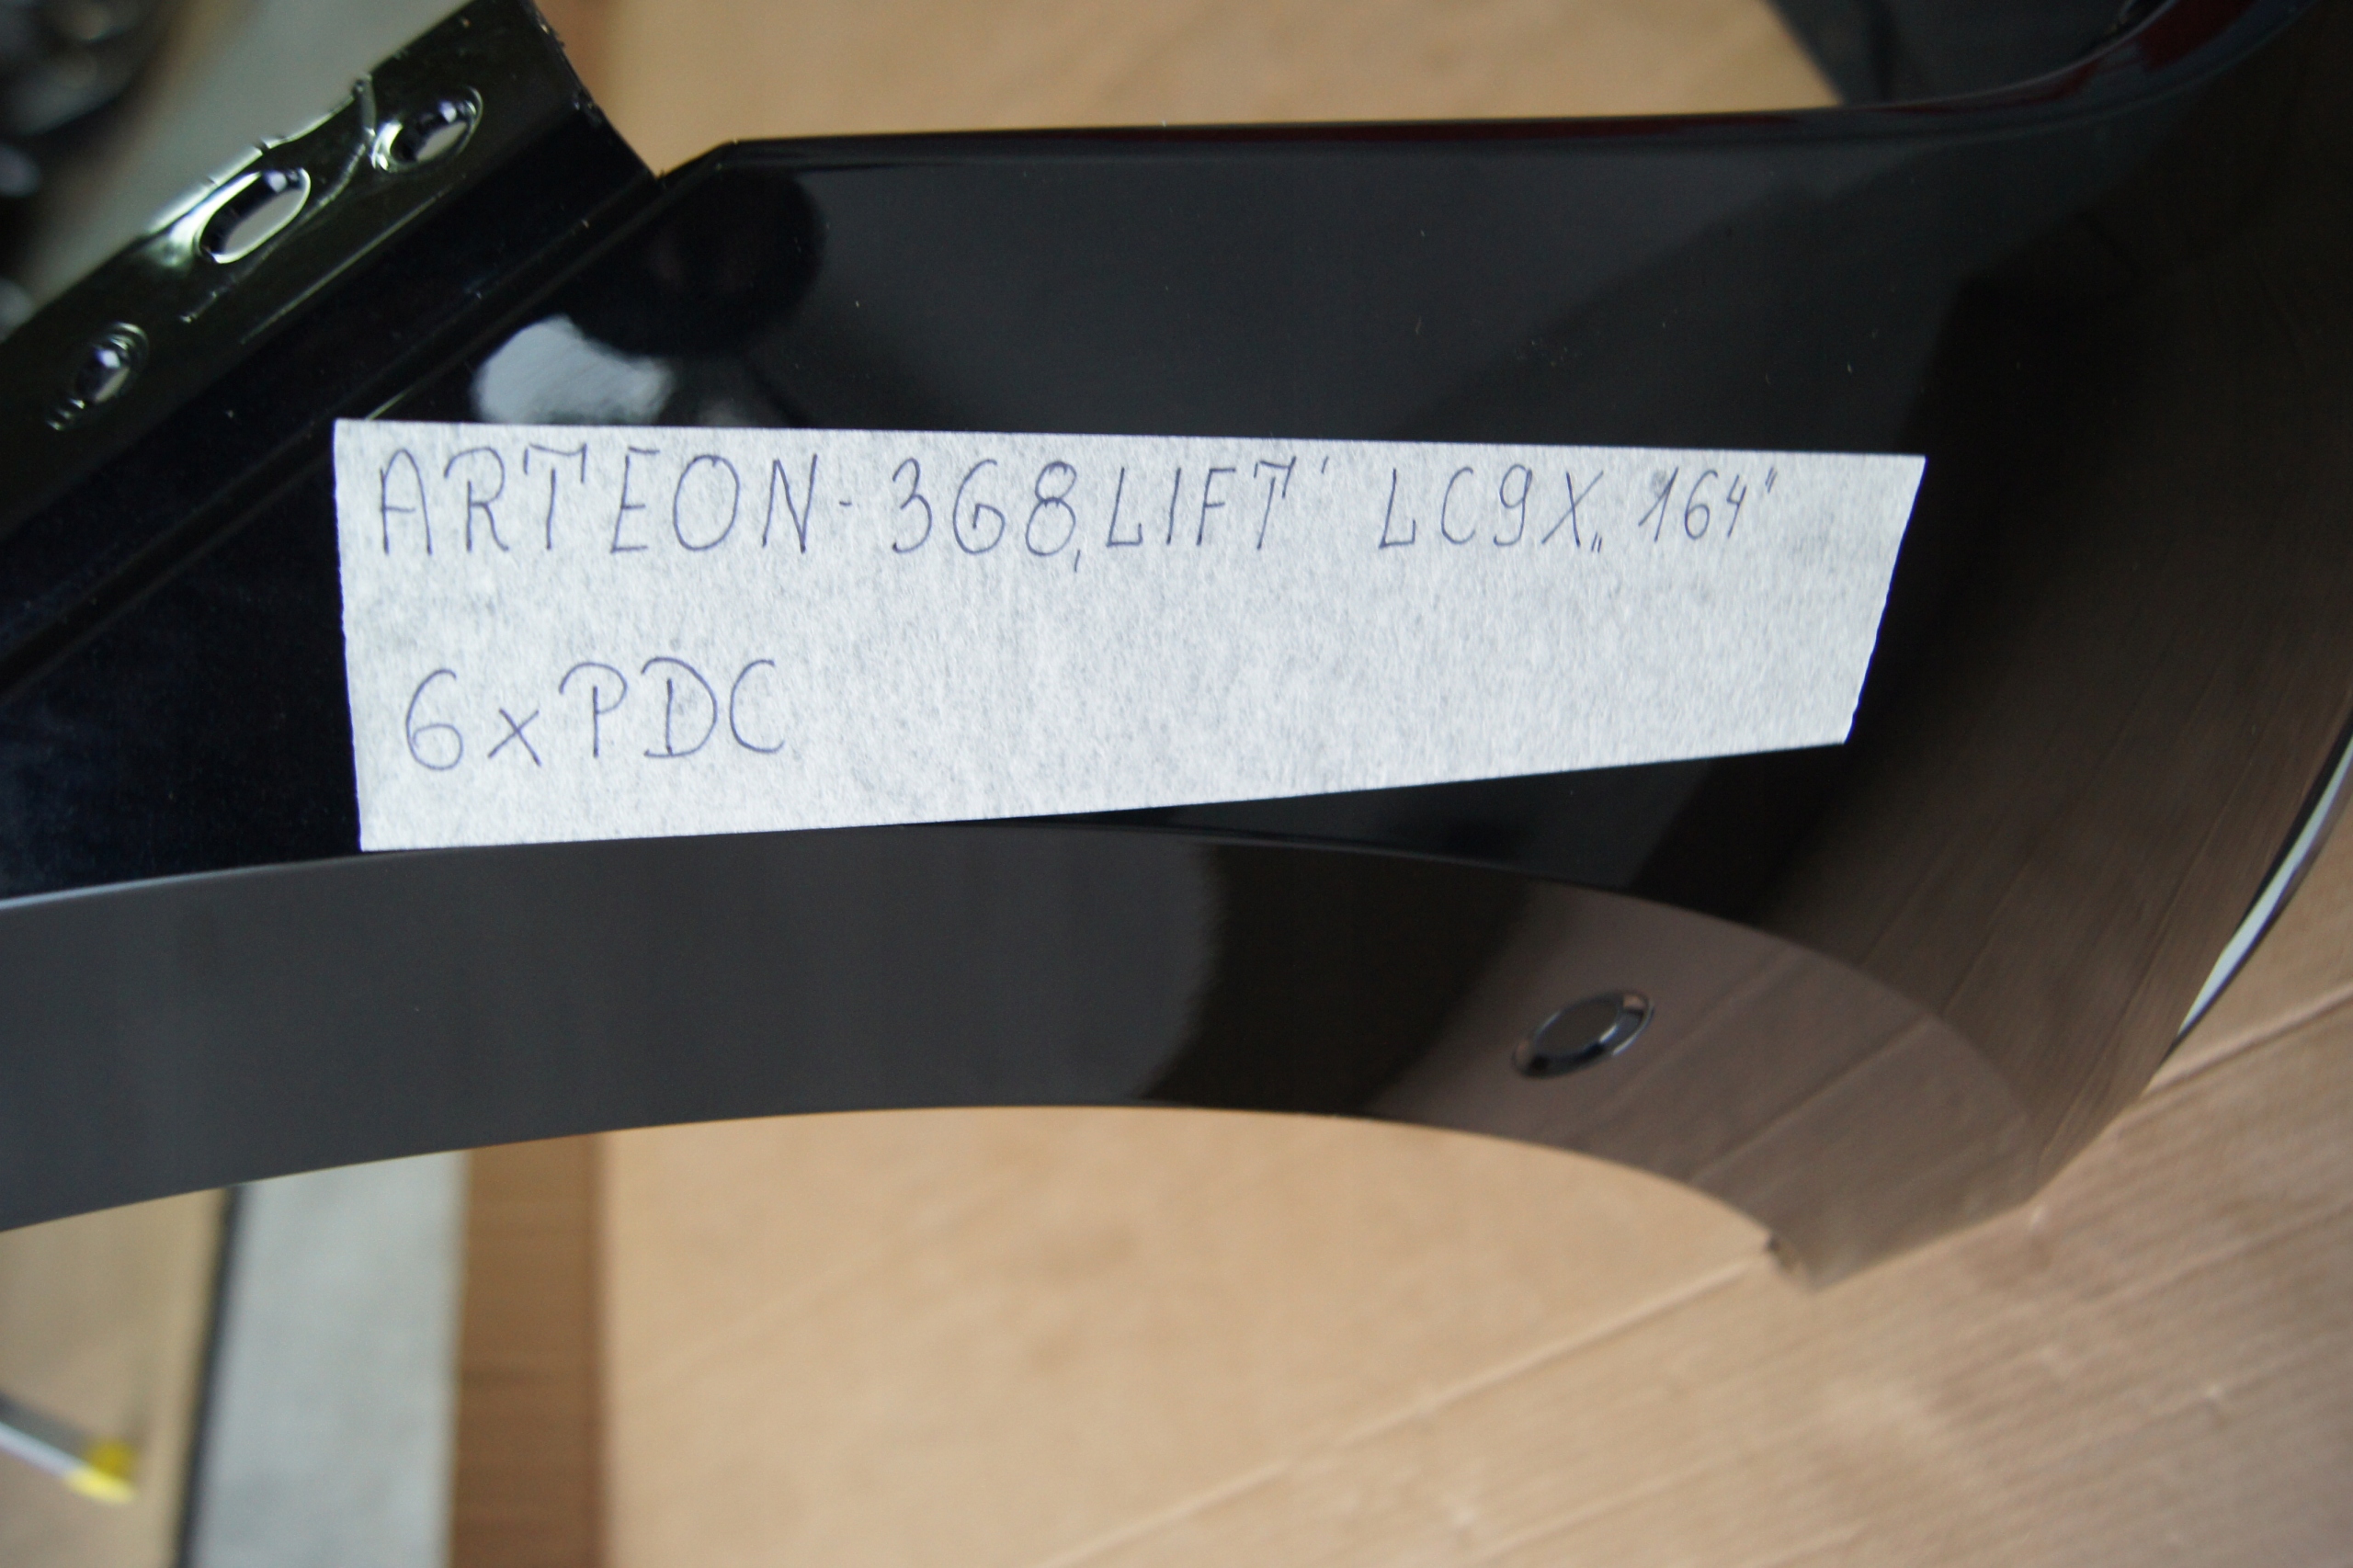 ARTEON- 3G8,LIFT' LC9X„ 164"
6xPDC